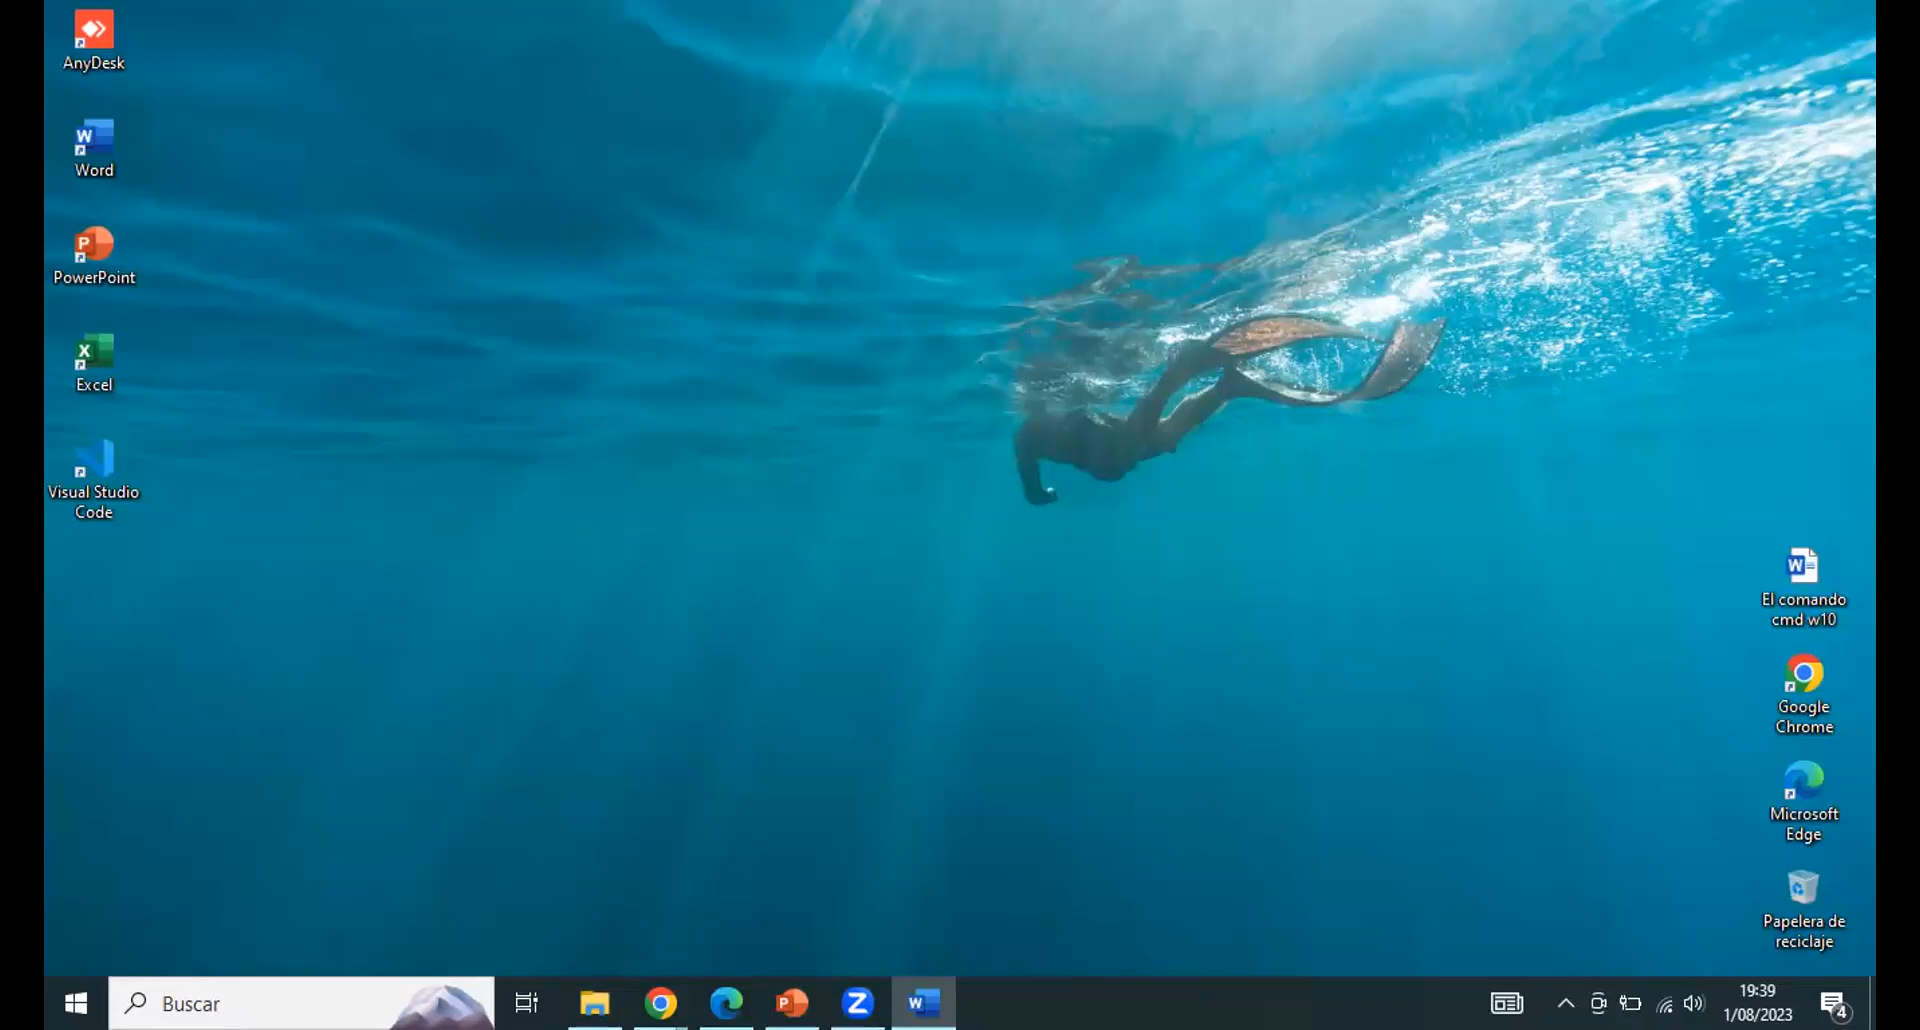 AnyDesk
Word
PowerPoint
Excel
Visual Studio
Code
El comando
cmd w10
Google
Chrome
Microsoft
Edge
Papelera de
reciclaje
Buscar
19:39
1/08/2023
4